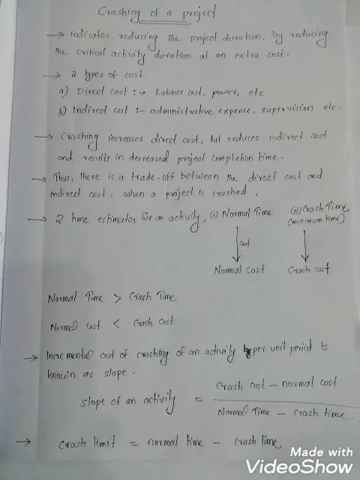 Crashing of a project
→ indicates reducing the project duration, by reducing
the critical activity duration at an extra cost.
→ 2 types of cost
a) Direct cost :→ Labour cost, power, etc
b) Indirect cost :- administrative expense, supervision etc.
→ Crashing increases direct cost, but reduces indirect cost
and results in decreased project completion time.
→ Thus, there is a trade-off between the direct cost and
indirect cost, when a project is crashed.
→ 2 time estimates for an activity, (i) Normal Time (ii) Crash Time
(minimum time)
cost
Normal Cost Crash cost
Normal Time > Crash Time
Normal cost < Crash cost
→ Incremental cost of crashing of an activity per unit period is
known as slope.
slope of an activity = Crash cost - normal cost
Normal Time - crash time
→ Crash limit = normal time - crash time
Made with
VideoShow